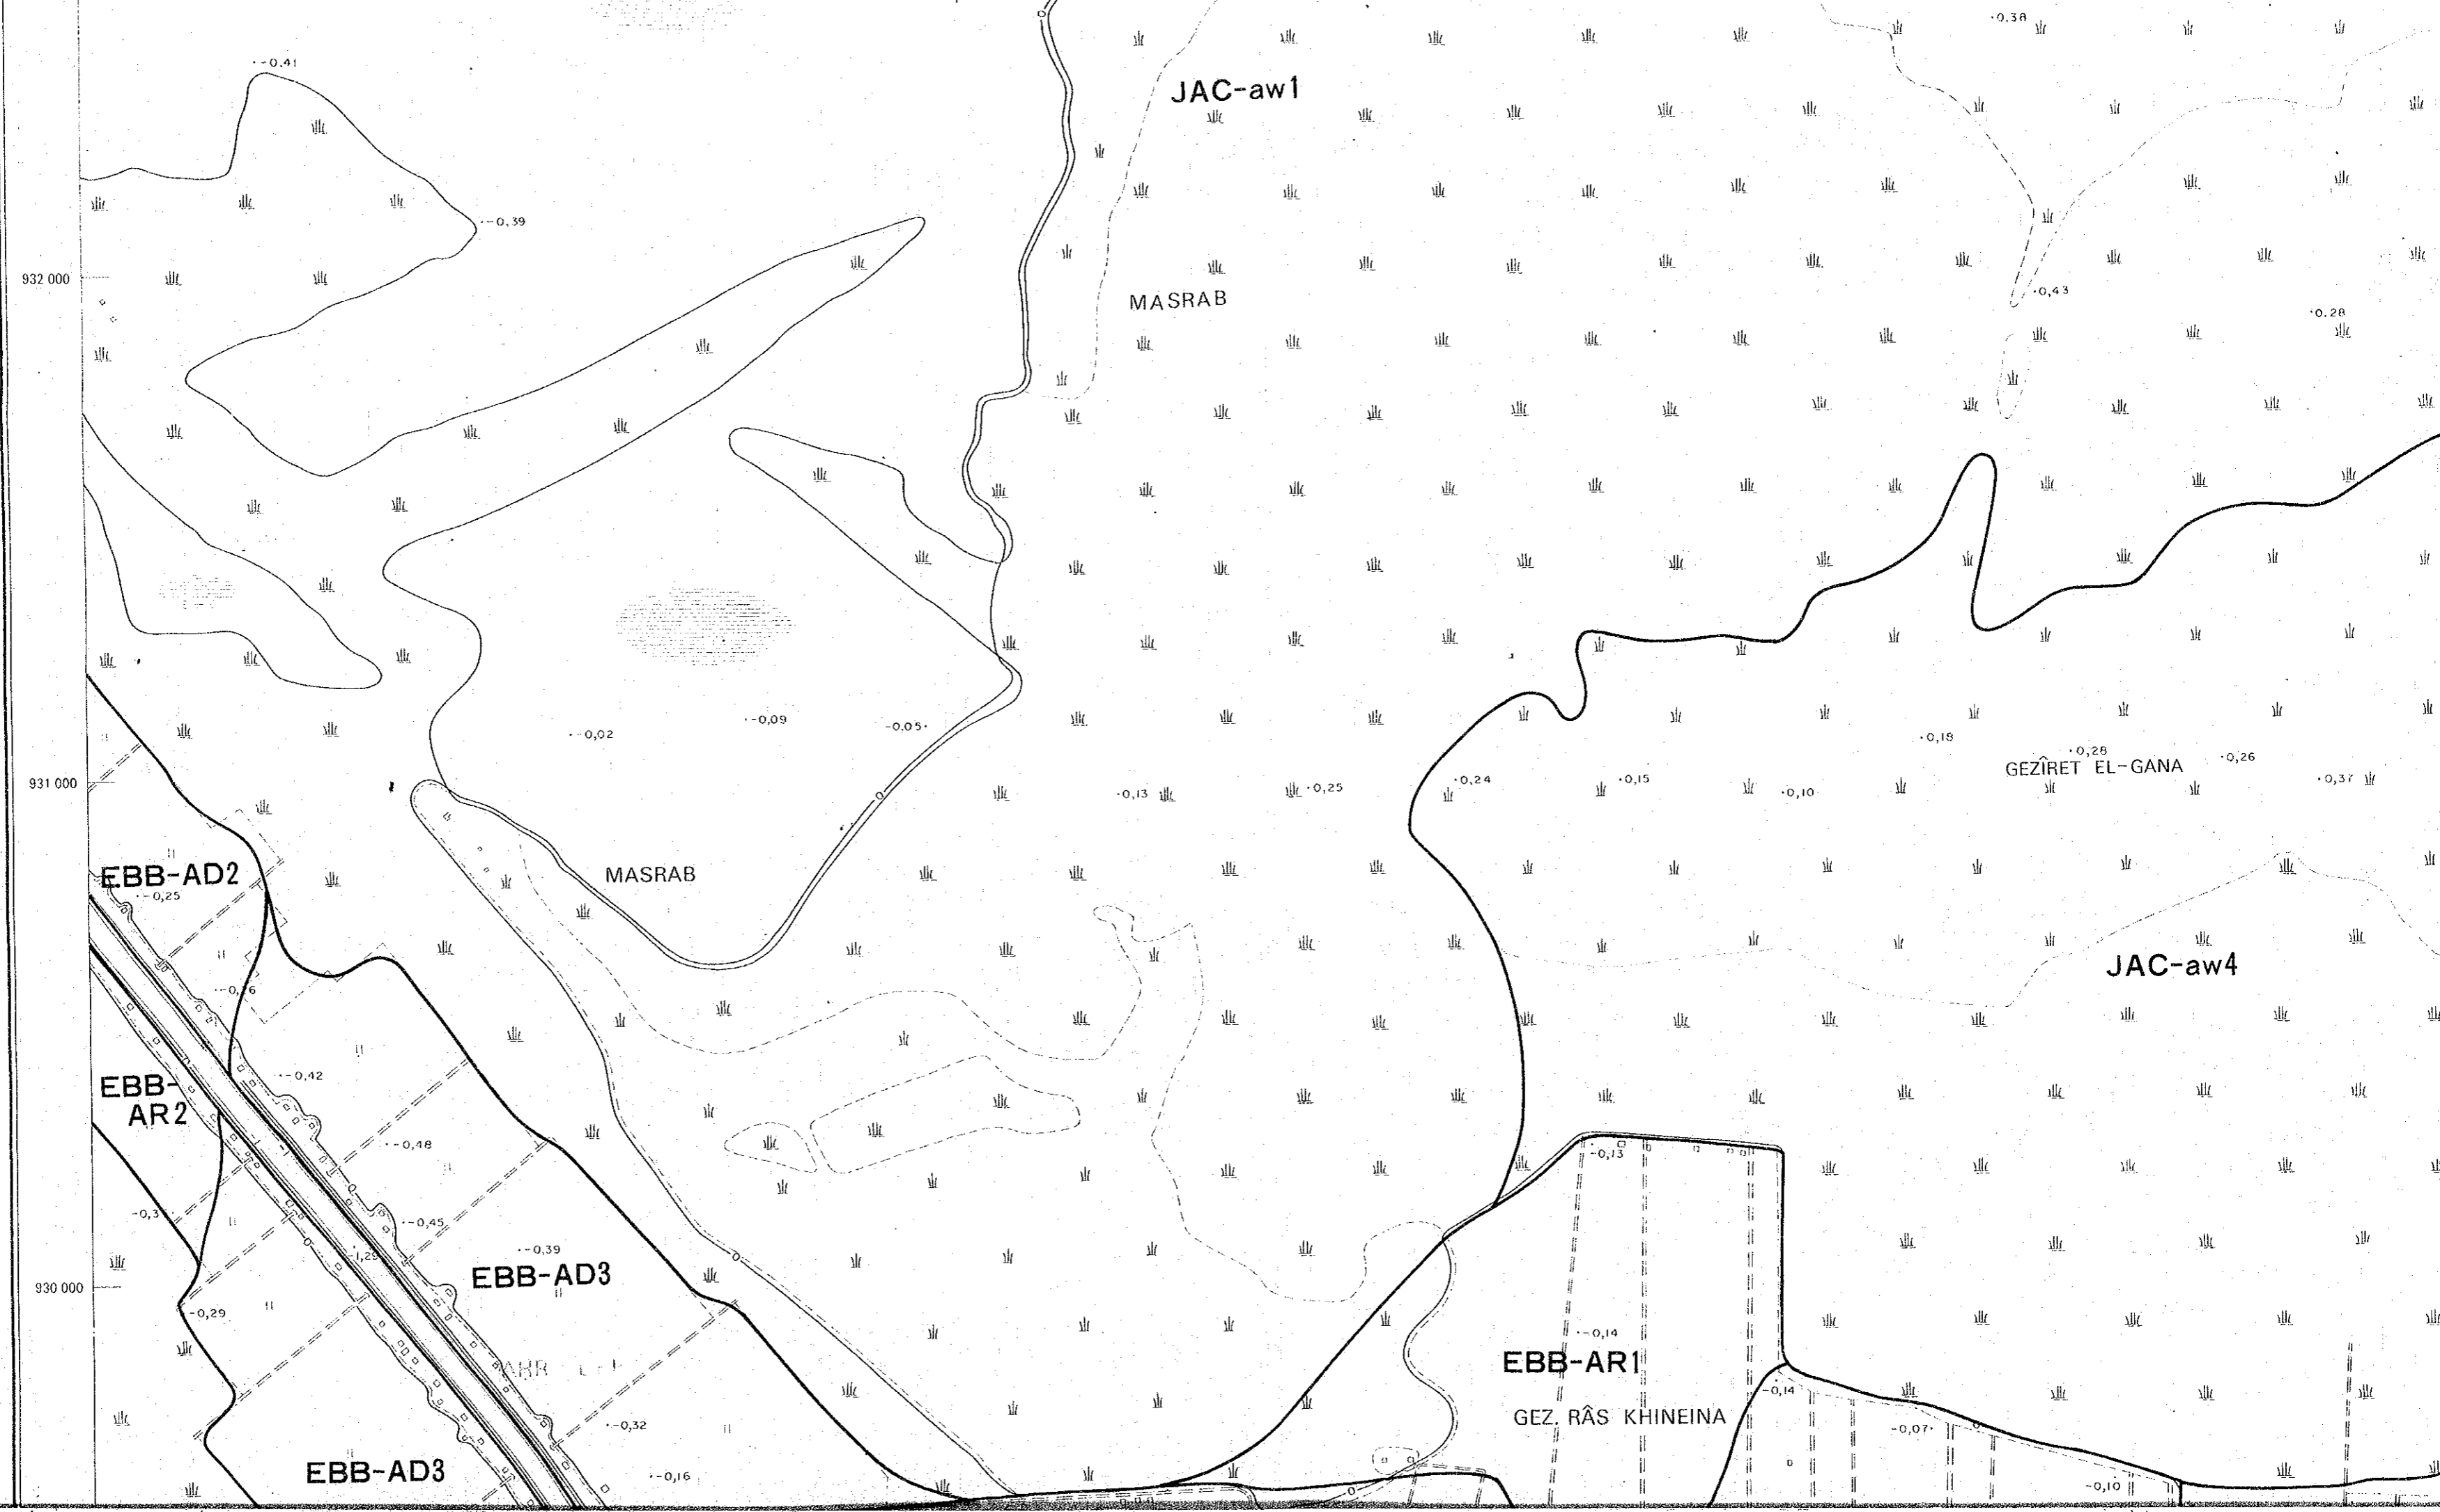 ·0.38
·-0.41
JAC-aw1
·-0,39
932 000
·0,43
MASRAB
·0.28
·-0,02
·-0,09
-0.05·
·0,18
·0,28
·0,26
GEZÎRET EL-GANA
·0,37
931 000
·0,13
·0,25
·0,24
·0,15
·0,10
EBB-AD2
·-0,25
MASRAB
JAC-aw4
·-0,42
EBB-
AR2
·-0,48
·-0,13
·-0,45
·-0,39
EBB-AD3
930 000
·-0,29
·-0,14
EBB-AR1
-0,14
GEZ. RÂS KHINEINA
·-0,32
-0,07·
EBB-AD3
·-0,16
-0,10